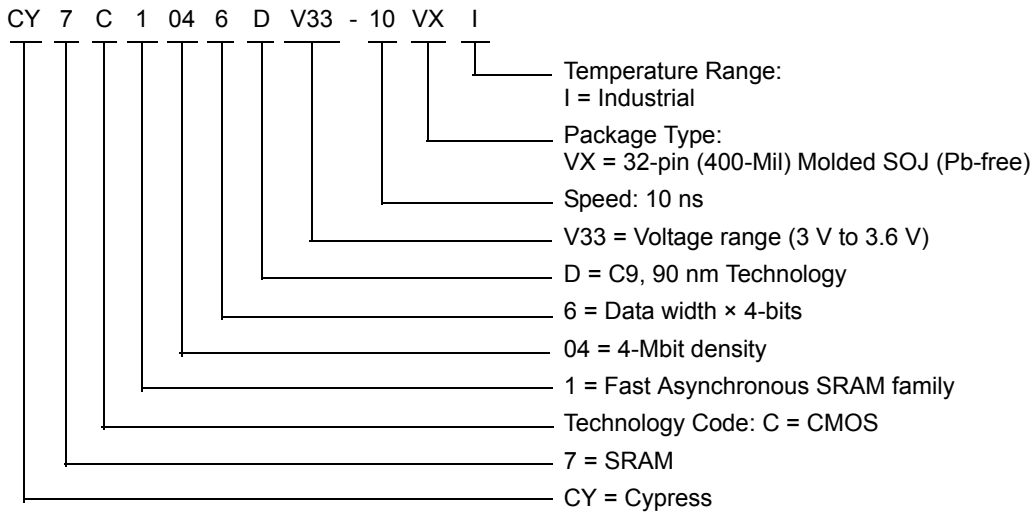 CY 7 C 1 04 6 D V33 - 10 VX I
Temperature Range:
I = Industrial
Package Type:
VX = 32-pin (400-Mil) Molded SOJ (Pb-free)
Speed: 10 ns
V33 = Voltage range (3 V to 3.6 V)
D = C9, 90 nm Technology
6 = Data width × 4-bits
04 = 4-Mbit density
1 = Fast Asynchronous SRAM family
Technology Code: C = CMOS
7 = SRAM
CY = Cypress